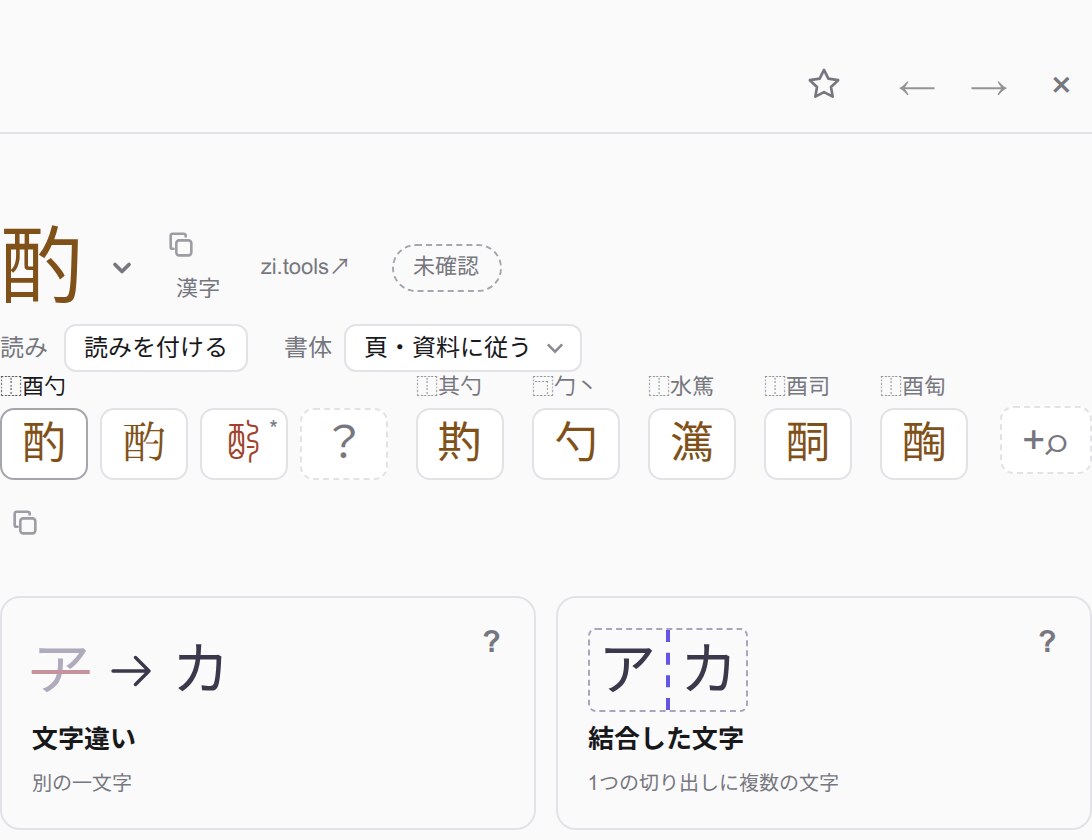 酌
漢字
zi.tools↗
未確認
読み 読みを付ける 書体 頁・資料に従う
⿰酉勺 ⿰其勺 ⿹勹丶 ⿰水篤 ⿰酉司 ⿰酉匋
酌 酌 * ? 斯 勺 酮 醄 +
ア → カ ?
文字違い
別の一文字
ア カ ?
結合した文字
1つの切り出しに複数の文字